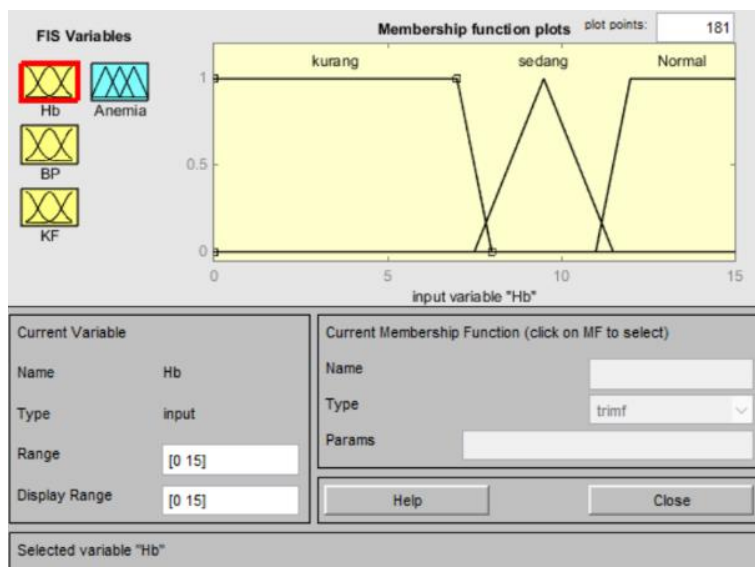 FIS Variables
Membership function plots
plot points:
181
Hb
Anemia
BP
KF
kurang
sedang
Normal
1
0.5
0
0
5
10
15
input variable "Hb"
Current Variable
Name
Hb
Type
input
Range
[0 15]
Display Range
[0 15]
Current Membership Function (click on MF to select)
Name
Type
trimf
Params
Help
Close
Selected variable "Hb"